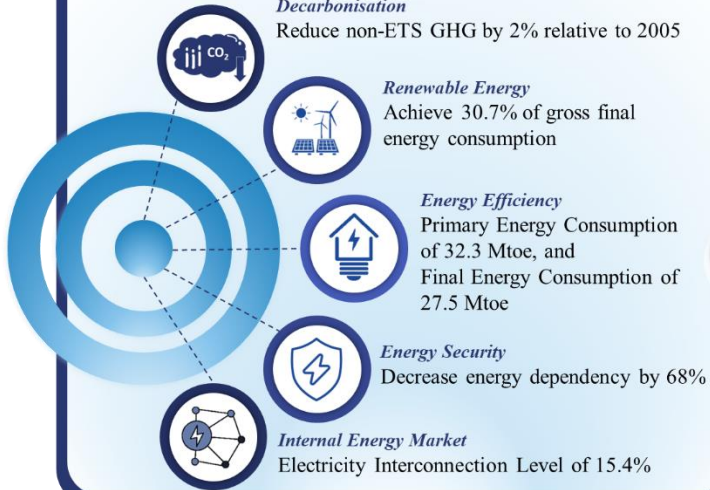 Decarbonisation
Reduce non-ETS GHG by 2% relative to 2005
CO₂
Renewable Energy
Achieve 30.7% of gross final
energy consumption
Energy Efficiency
Primary Energy Consumption
of 32.3 Mtoe, and
Final Energy Consumption of
27.5 Mtoe
Energy Security
Decrease energy dependency by 68%
Internal Energy Market
Electricity Interconnection Level of 15.4%